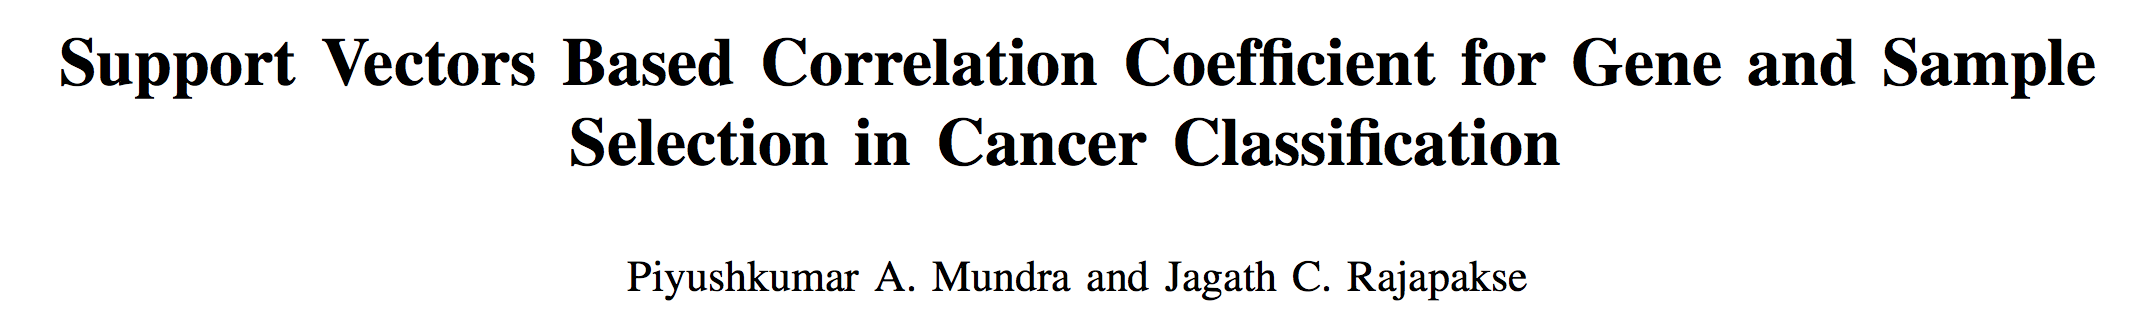 Support Vectors Based Correlation Coefficient for Gene and Sample
Selection in Cancer Classification
Piyushkumar A. Mundra and Jagath C. Rajapakse